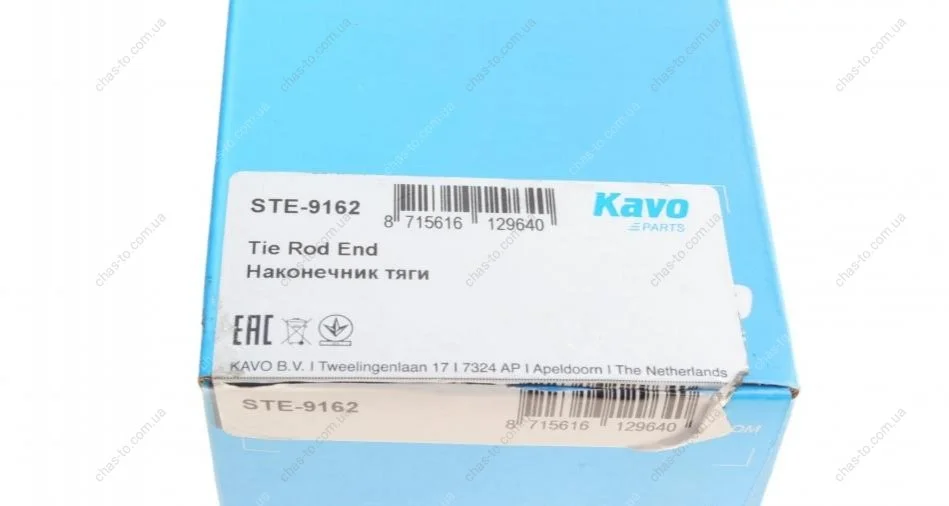 STE-9162
8 715616 129640
Kavo
PARTS
Tie Rod End
Наконечник тяги
EAC
KAVO B.V. I Tweelingenlaan 17 I 7324 AP I Apeldoorn I The Netherlands
STE-9162
8 715616 129640
OM
chas-to.com.ua